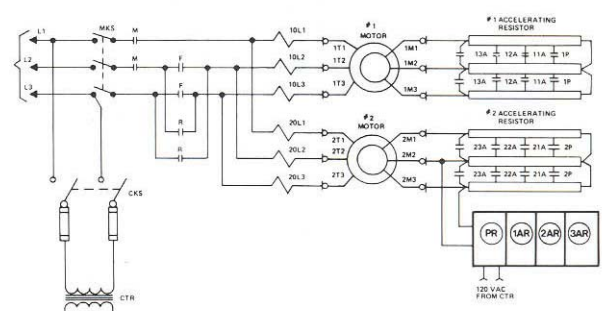 L1 MKS M 10L1 1T1 #1 MOTOR 1M1 #1 ACCELERATING RESISTOR
13A 12A 11A 1P
L2 M F 10L2 1T2 1M2
13A 12A 11A 1P
L3 F 10L3 1T3 1M3
R
R
20L1 2T1 #2 MOTOR 2M1 #2 ACCELERATING RESISTOR
23A 22A 21A 2P
20L2 2T2 2M2
23A 22A 21A 2P
20L3 2T3 2M3
CKS
PR 1AR 2AR 3AR
120 VAC
FROM CTR
CTR